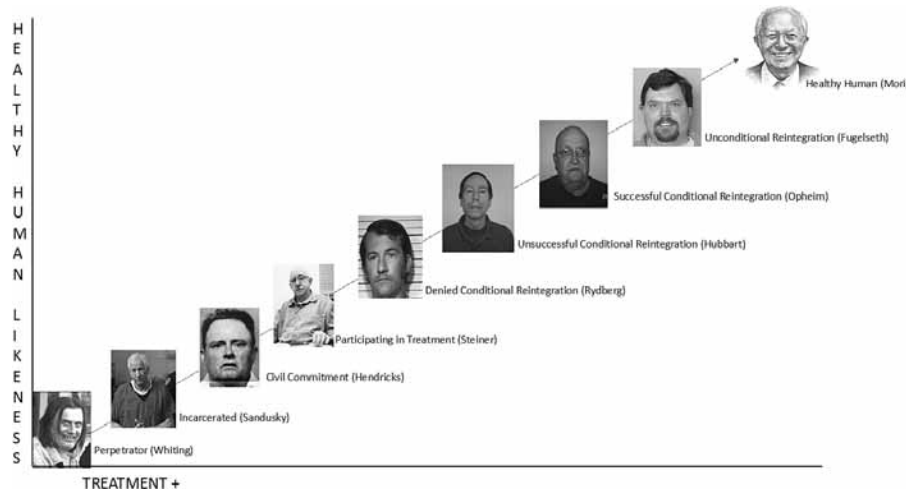 HEALTHY HUMAN LIKENESS
Healthy Human (Mori
Unconditional Reintegration (Fugelseth)
Successful Conditional Reintegration (Opheim)
Unsuccessful Conditional Reintegration (Hubbart)
Denied Conditional Reintegration (Rydberg)
Participating in Treatment (Steiner)
Civil Commitment (Hendricks)
Incarcerated (Sandusky)
Perpetrator (Whiting)
TREATMENT +